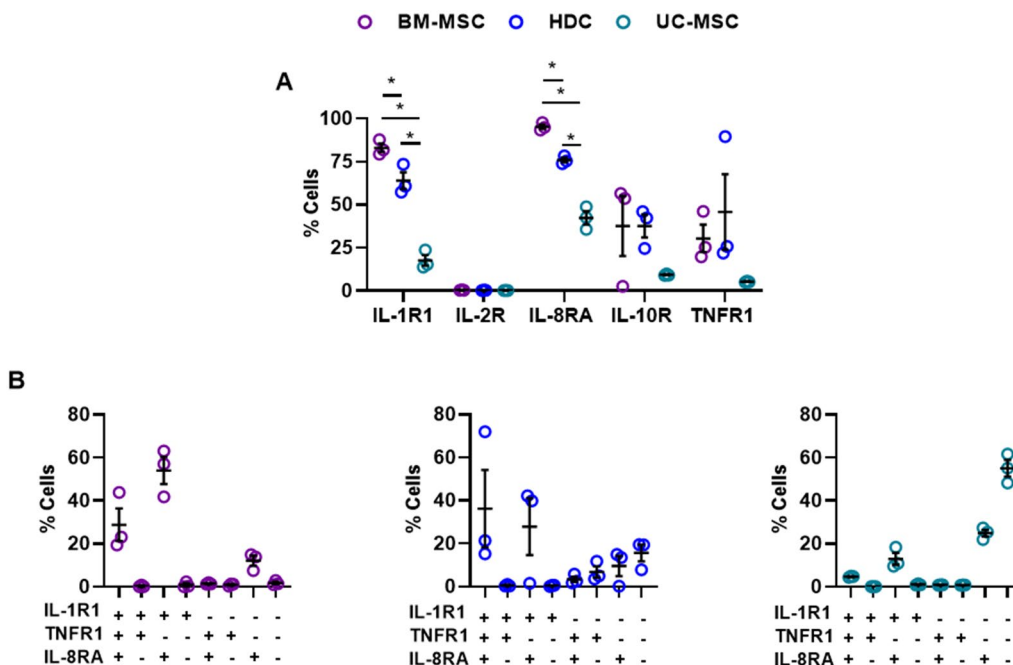 BM-MSC HDC UC-MSC
A
* * * * * *
% Cells
100
75
50
25
0
IL-1R1 IL-2R IL-8RA IL-10R TNFR1
B
% Cells
80
60
40
20
0
IL-1R1 + + + + - - - -
TNFR1 + + - - + + - -
IL-8RA + - + - + - + -
% Cells
80
60
40
20
0
IL-1R1 + + + + - - - -
TNFR1 + + - - + + - -
IL-8RA + - + - + - + -
% Cells
80
60
40
20
0
IL-1R1 + + + + - - - -
TNFR1 + + - - + + - -
IL-8RA + - + - + - + -